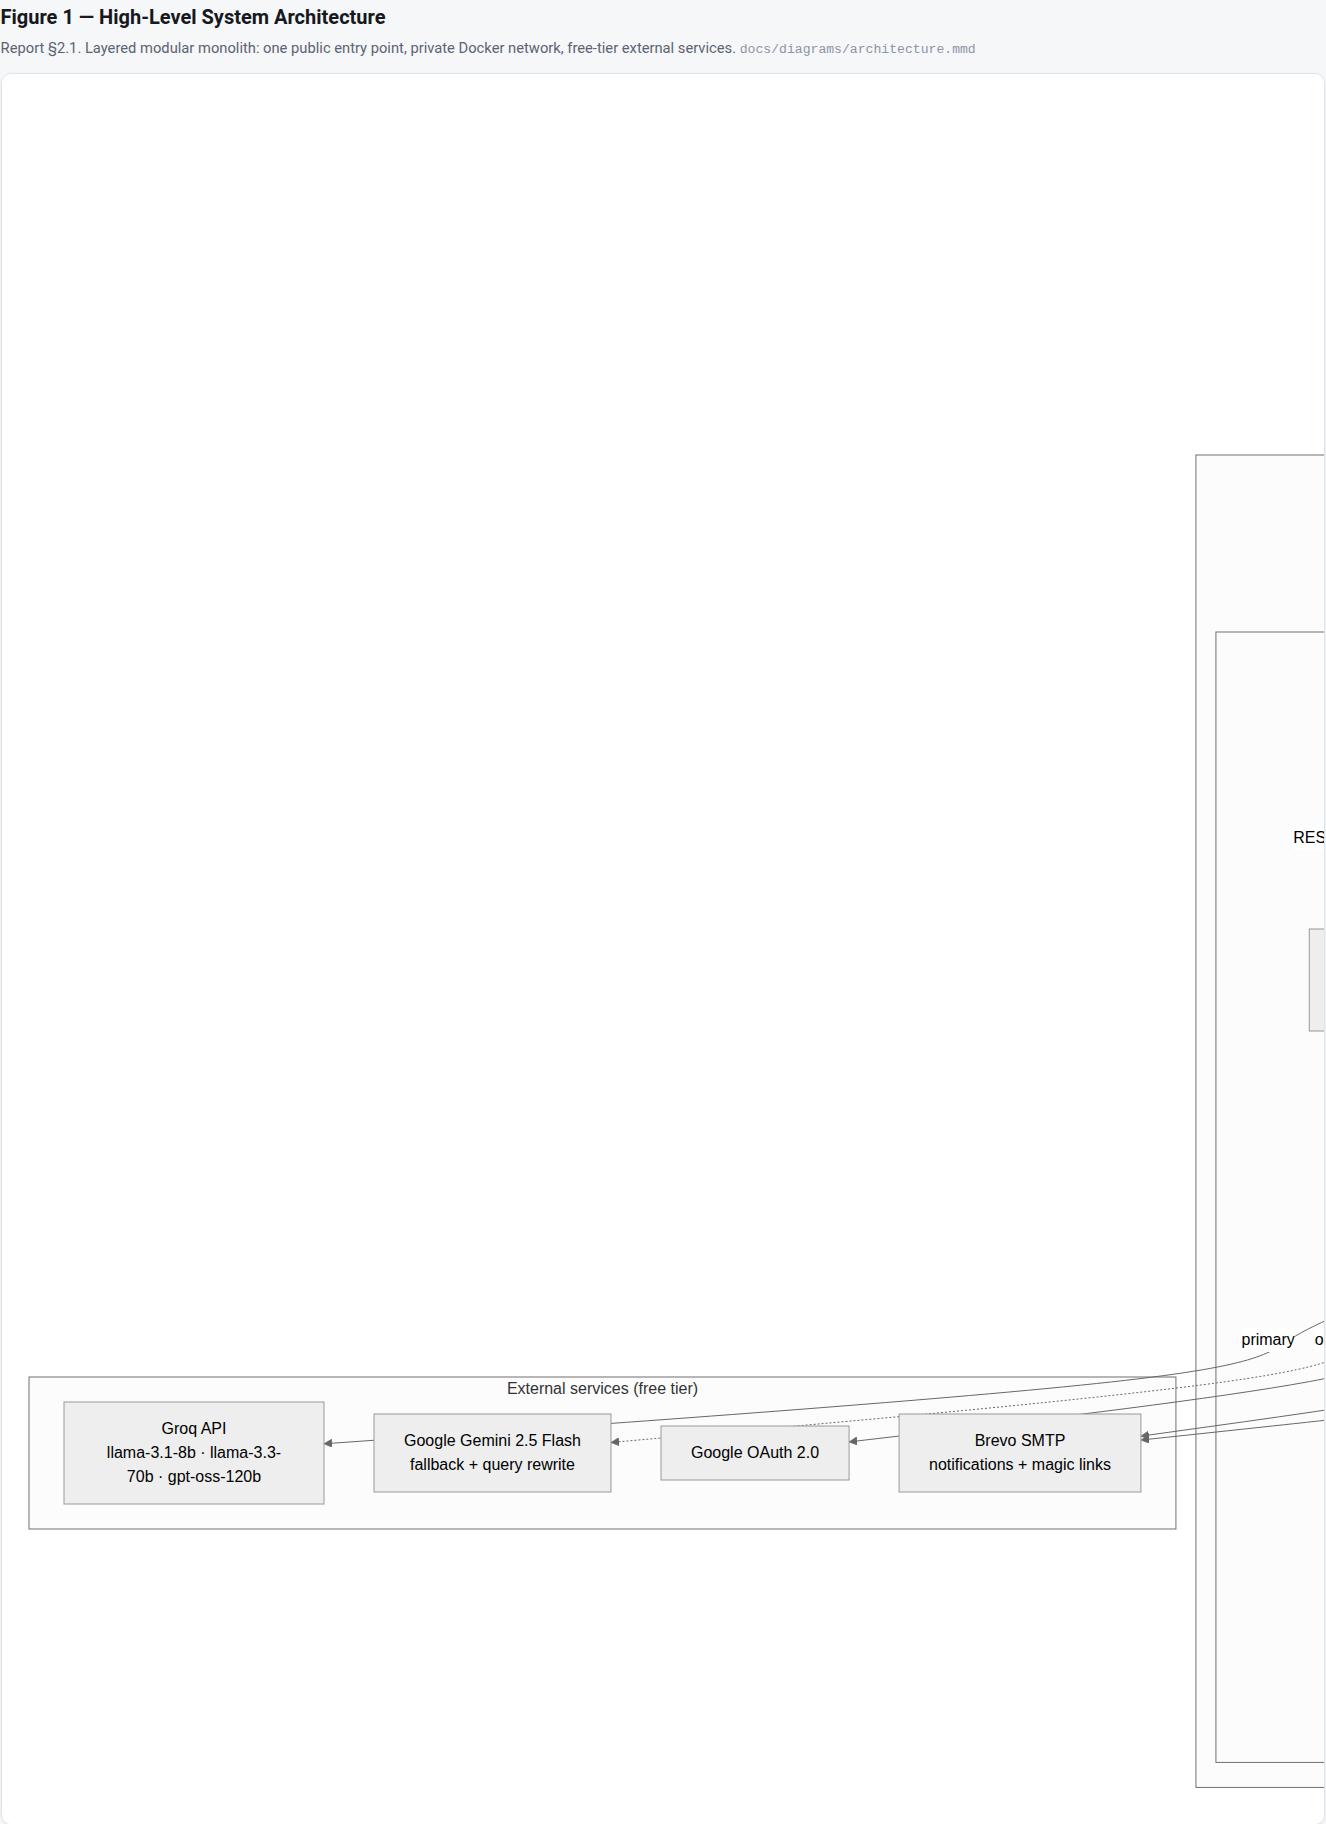 Figure 1 — High-Level System Architecture
Report §2.1. Layered modular monolith: one public entry point, private Docker network, free-tier external services. docs/diagrams/architecture.mmd
RES
primary
o
External services (free tier)
Groq API
llama-3.1-8b · llama-3.3-
70b · gpt-oss-120b
Google Gemini 2.5 Flash
fallback + query rewrite
Google OAuth 2.0
Brevo SMTP
notifications + magic links